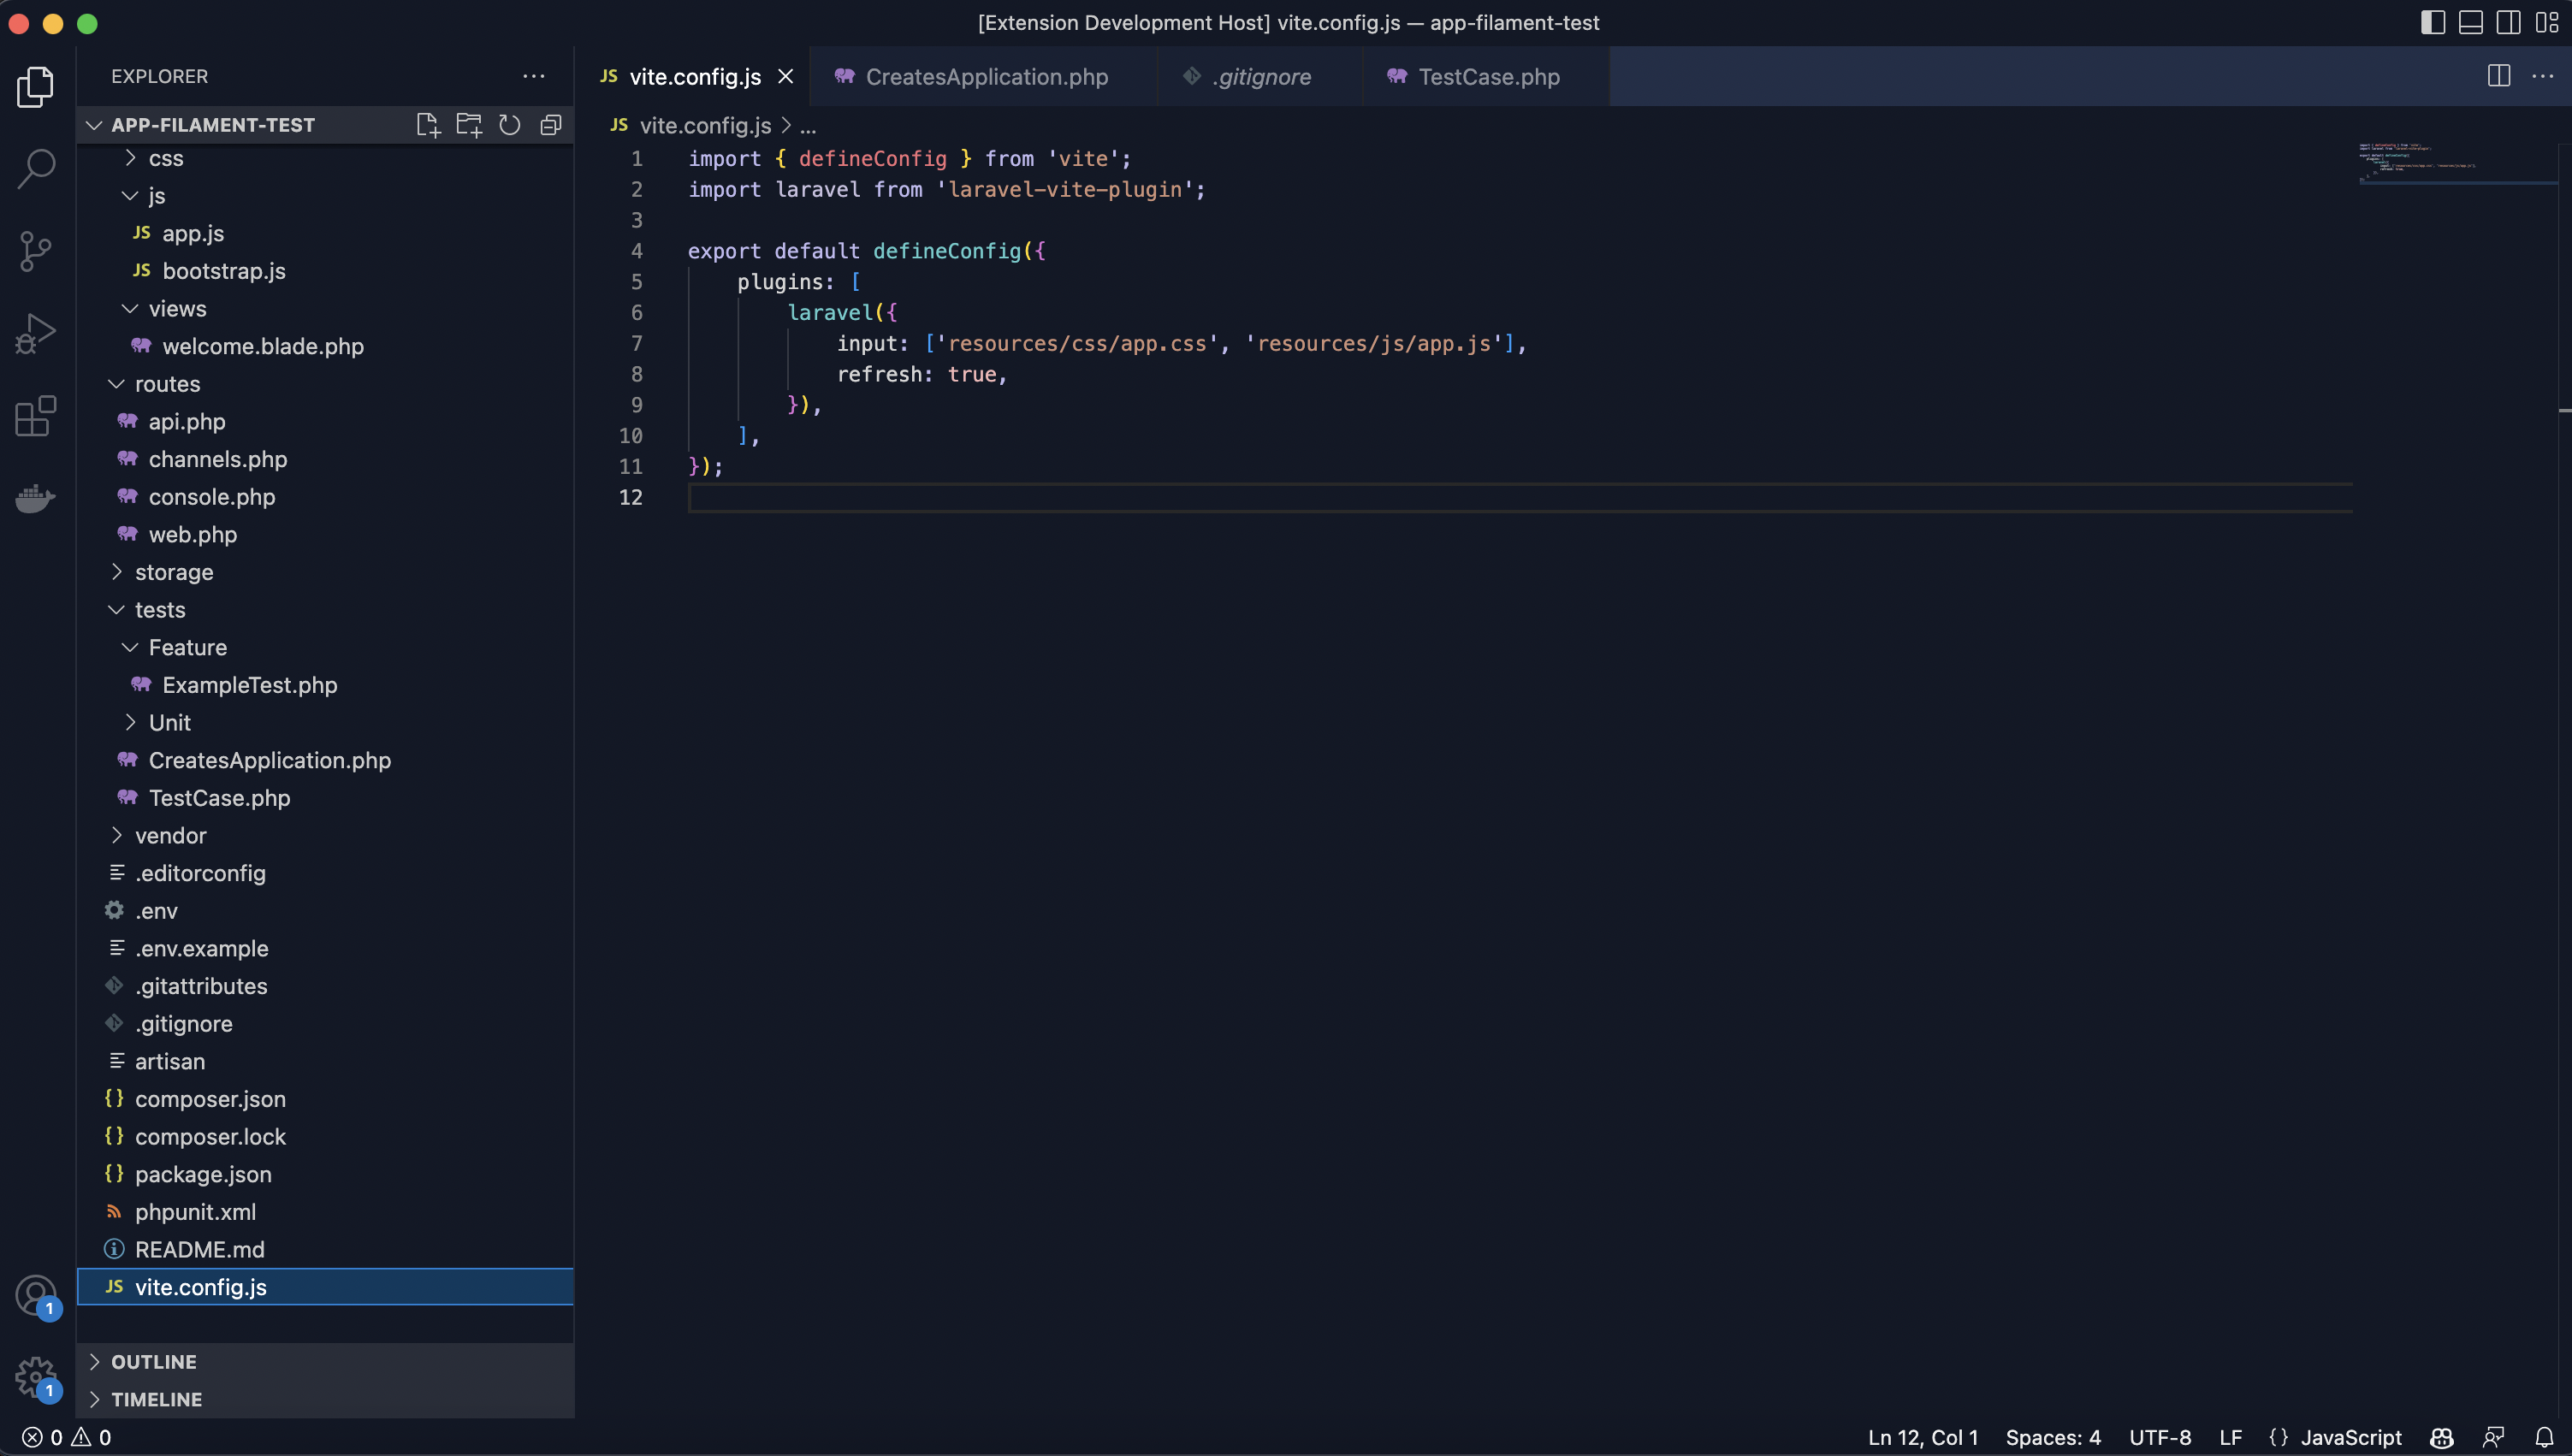 [Extension Development Host] vite.config.js — app-filament-test
EXPLORER
APP-FILAMENT-TEST
css
js
JS app.js
JS bootstrap.js
views
welcome.blade.php
routes
api.php
channels.php
console.php
web.php
storage
tests
Feature
ExampleTest.php
Unit
CreatesApplication.php
TestCase.php
vendor
.editorconfig
.env
.env.example
.gitattributes
.gitignore
artisan
{} composer.json
{} composer.lock
{} package.json
phpunit.xml
README.md
JS vite.config.js
OUTLINE
TIMELINE
1
1
JS vite.config.js CreatesApplication.php .gitignore TestCase.php
JS vite.config.js > ...
1 import { defineConfig } from 'vite';
2 import laravel from 'laravel-vite-plugin';
3
4 export default defineConfig({
5 plugins: [
6 laravel({
7 input: ['resources/css/app.css', 'resources/js/app.js'],
8 refresh: true,
9 }),
10 ],
11 });
12
0 0 Ln 12, Col 1 Spaces: 4 UTF-8 LF {} JavaScript